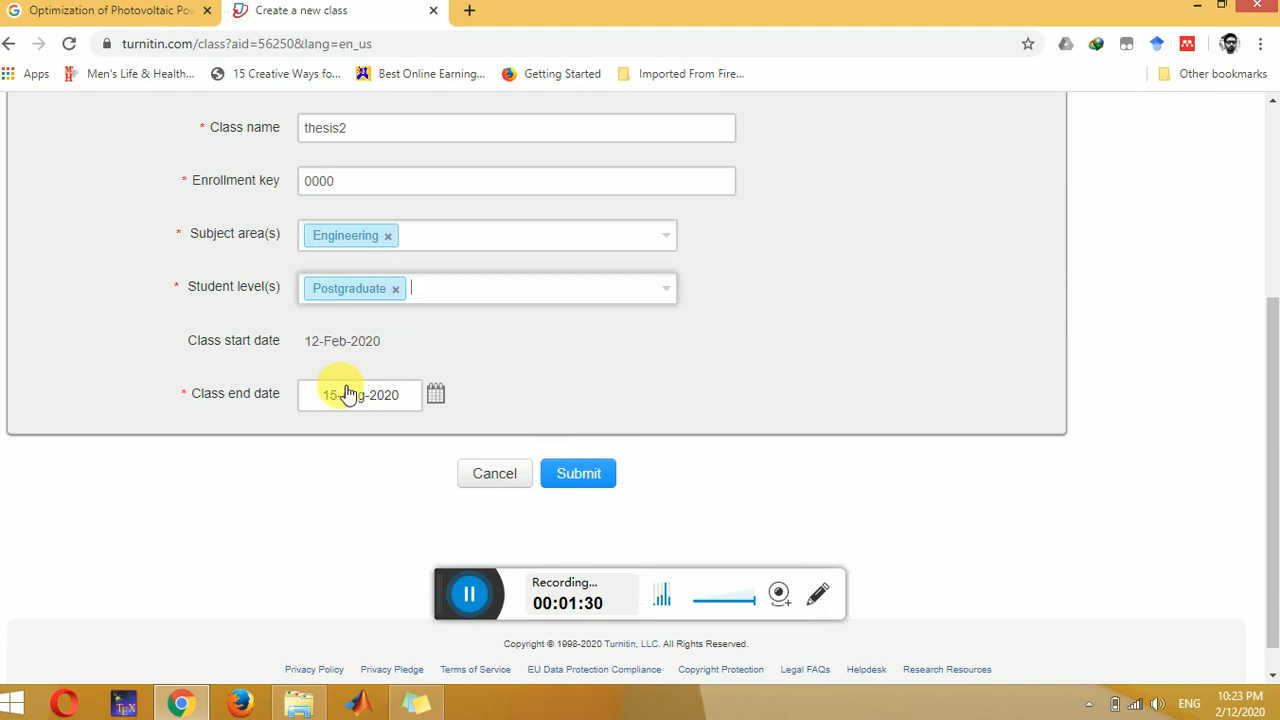 Optimization of Photovoltaic Pow
Create a new class
turnitin.com/class?aid=56250&lang=en_us
Apps
Men's Life & Health...
15 Creative Ways for...
Best Online Earning...
Getting Started
Imported From Fire...
Other bookmarks
* Class name
thesis2
* Enrollment key
0000
* Subject area(s)
Engineering ×
* Student level(s)
Postgraduate ×
Class start date
12-Feb-2020
* Class end date
Cancel
Submit
Recording...
00:01:30
Copyright © 1998-2020 Turnitin, LLC. All Rights Reserved.
Privacy Policy Privacy Pledge Terms of Service EU Data Protection Compliance Copyright Protection Legal FAQs Helpdesk Research Resources
TEX
ENG
10:23 PM
2/12/2020